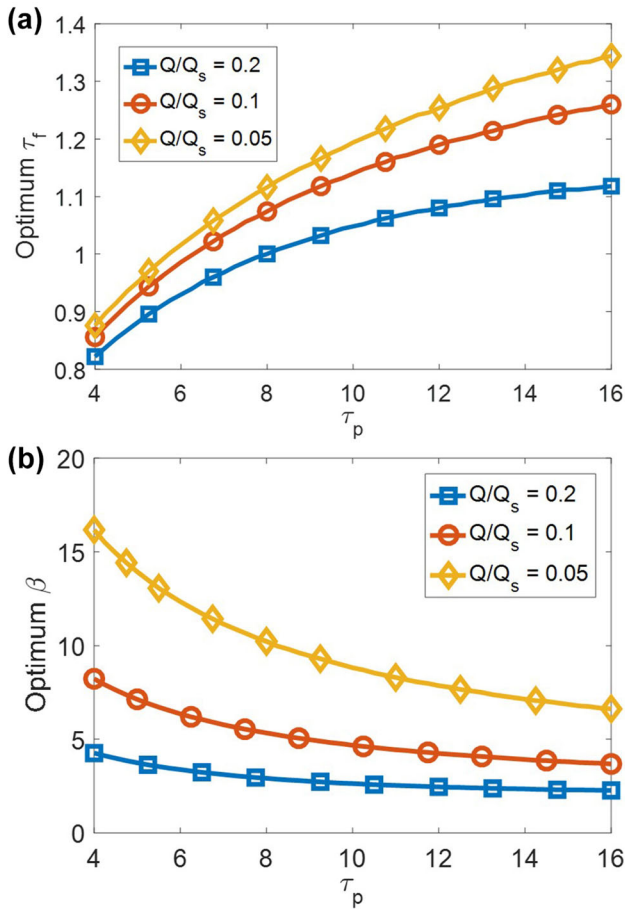 (a)
1.4
1.3
1.2
1.1
1
0.9
0.8
Optimum τf
Q/Qs = 0.2
Q/Qs = 0.1
Q/Qs = 0.05
4 6 8 10 12 14 16
τp
(b)
20
15
10
5
0
Optimum β
Q/Qs = 0.2
Q/Qs = 0.1
Q/Qs = 0.05
4 6 8 10 12 14 16
τp